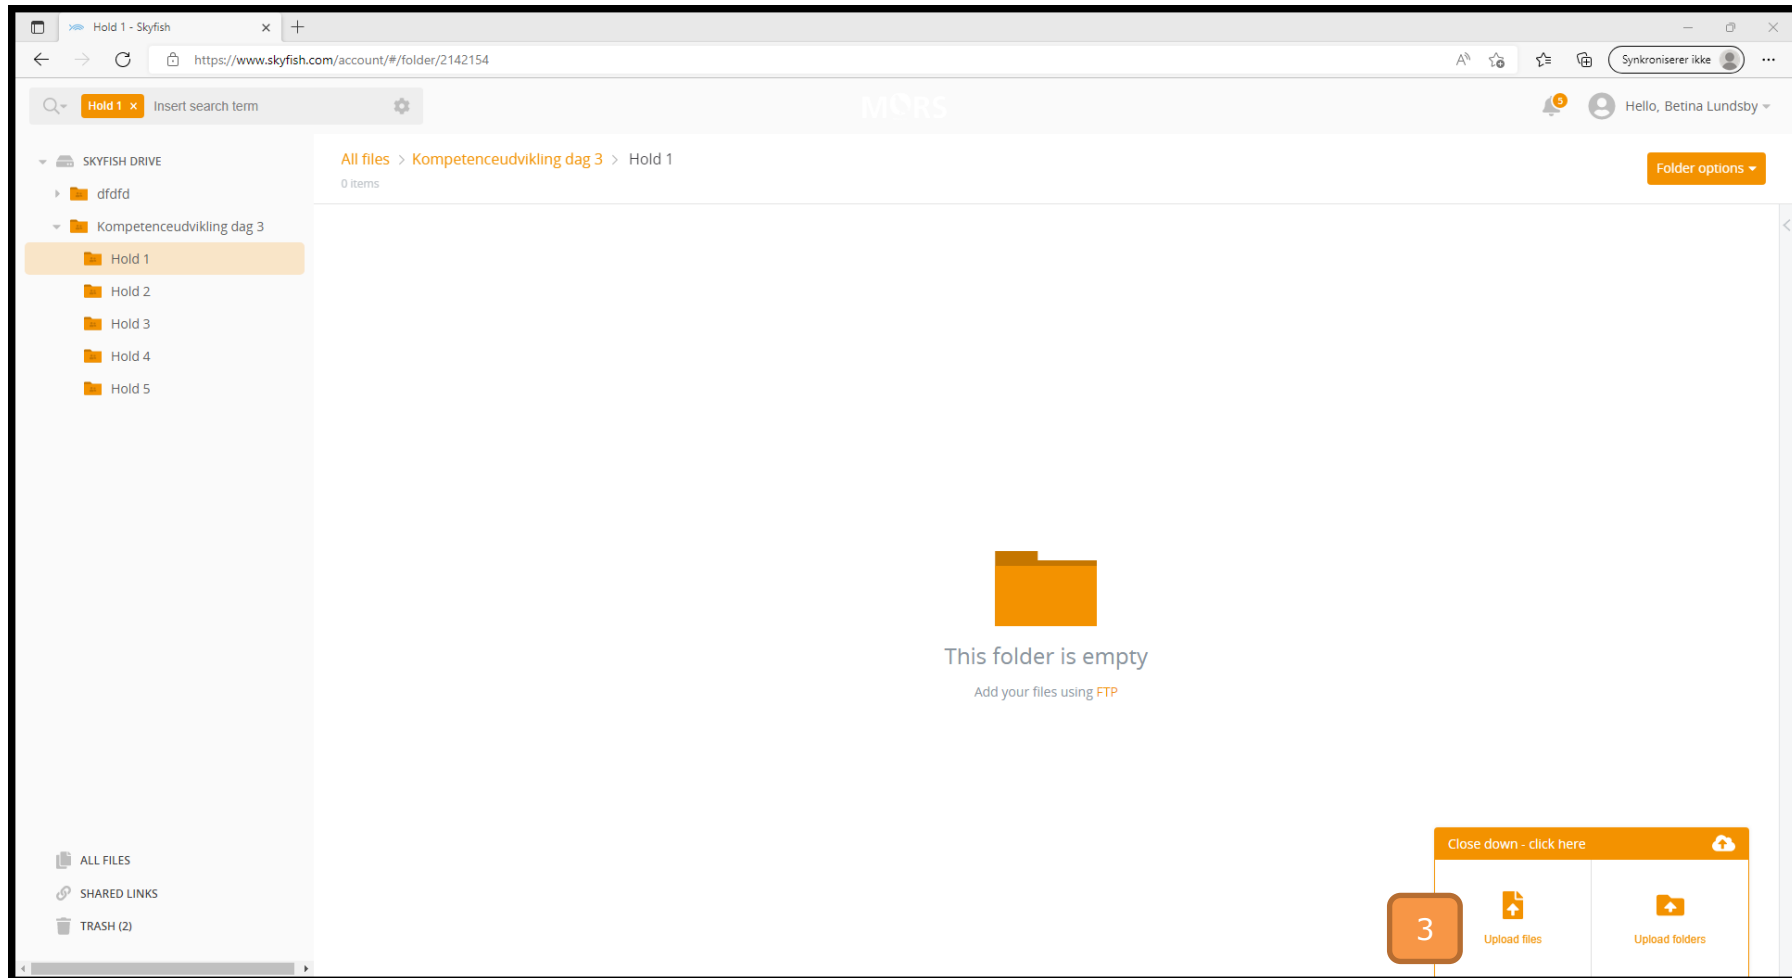 Hold 1 - Skyfish
https://www.skyfish.com/account/#/folder/2142154
Synkroniserer ikke
Hold 1 × Insert search term
MORS
5
Hello, Betina Lundsby
SKYFISH DRIVE
dfdfd
Kompetenceudvikling dag 3
Hold 1
Hold 2
Hold 3
Hold 4
Hold 5
ALL FILES
SHARED LINKS
TRASH (2)
All files > Kompetenceudvikling dag 3 > Hold 1
0 items
Folder options
This folder is empty
Add your files using FTP
Close down - click here
3
Upload files
Upload folders